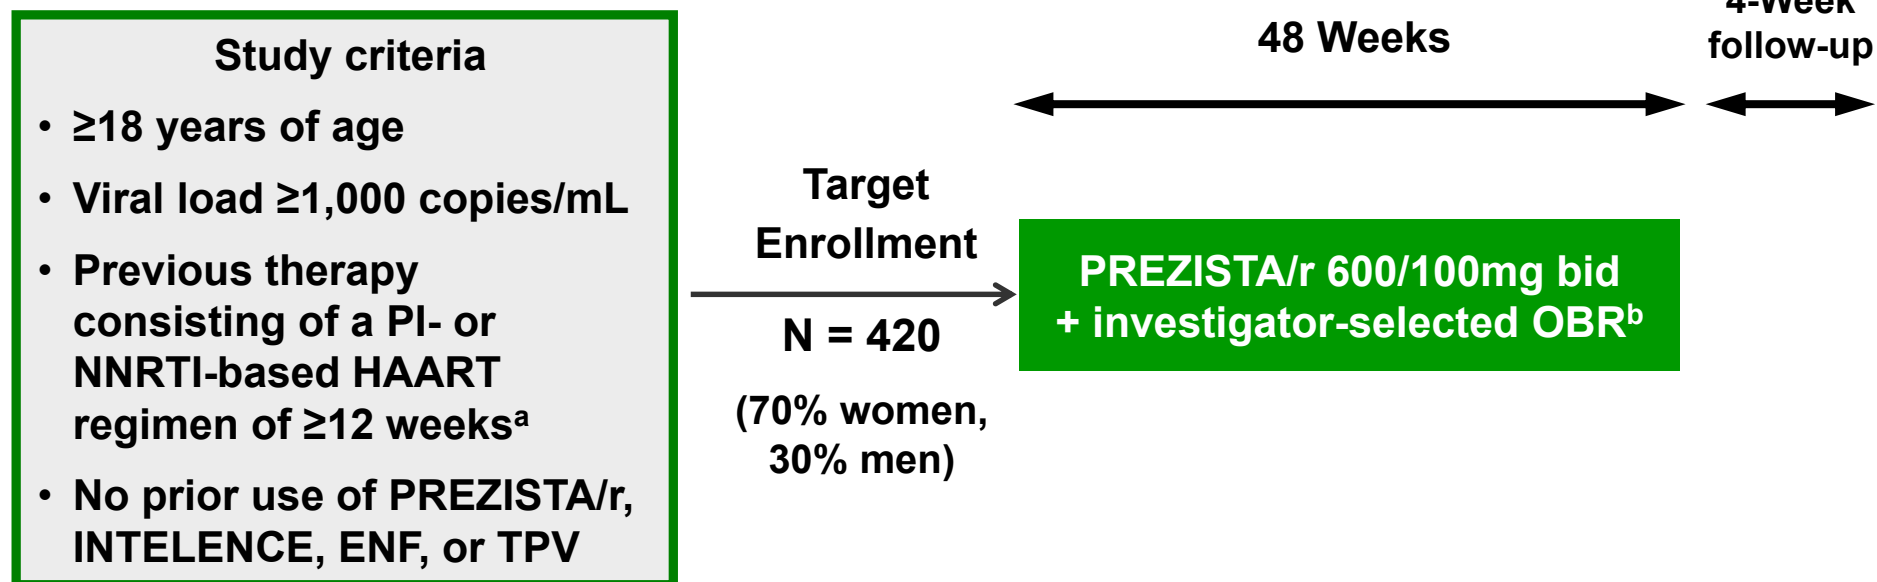 Study criteria
• ≥18 years of age
• Viral load ≥1,000 copies/mL
• Previous therapy
consisting of a PI- or
NNRTI-based HAART
regimen of ≥12 weeksᵃ
• No prior use of PREZISTA/r,
INTELENCE, ENF, or TPV
Target
Enrollment
N = 420
(70% women,
30% men)
48 Weeks
4-Week
follow-up
PREZISTA/r 600/100mg bid
+ investigator-selected OBRᵇ